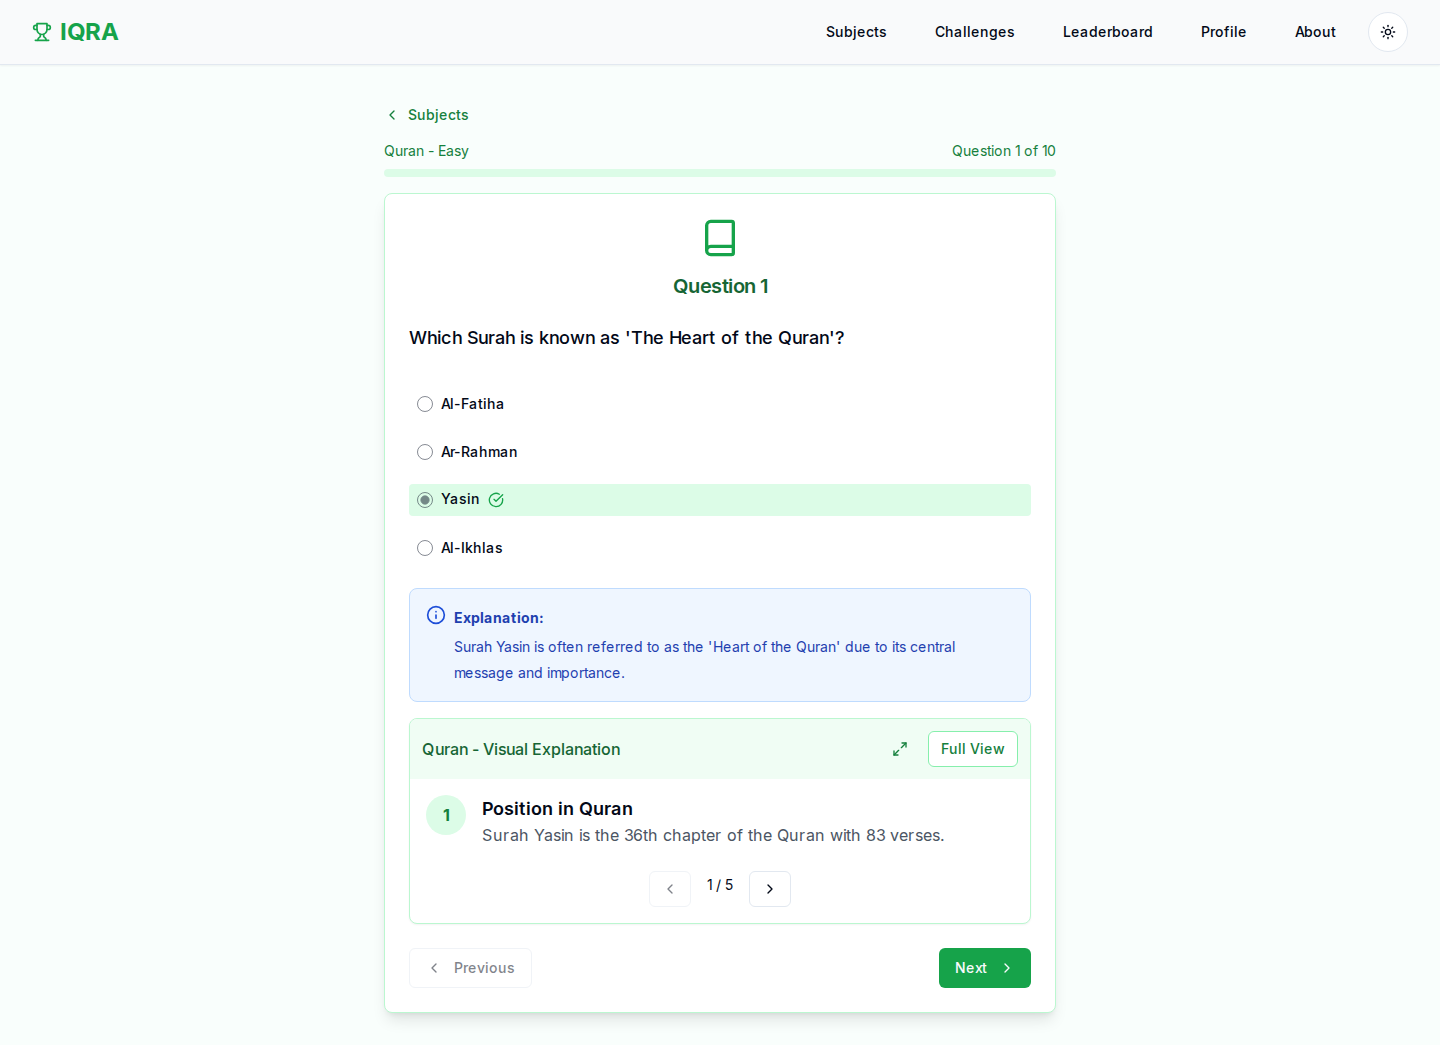 IQRA
Subjects
Challenges
Leaderboard
Profile
About
Subjects
Quran - Easy
Question 1 of 10
Question 1
Which Surah is known as 'The Heart of the Quran'?
Al-Fatiha
Ar-Rahman
Yasin
Al-Ikhlas
Explanation:
Surah Yasin is often referred to as the 'Heart of the Quran' due to its central
message and importance.
Quran - Visual Explanation
Full View
1
Position in Quran
Surah Yasin is the 36th chapter of the Quran with 83 verses.
1 / 5
Previous
Next